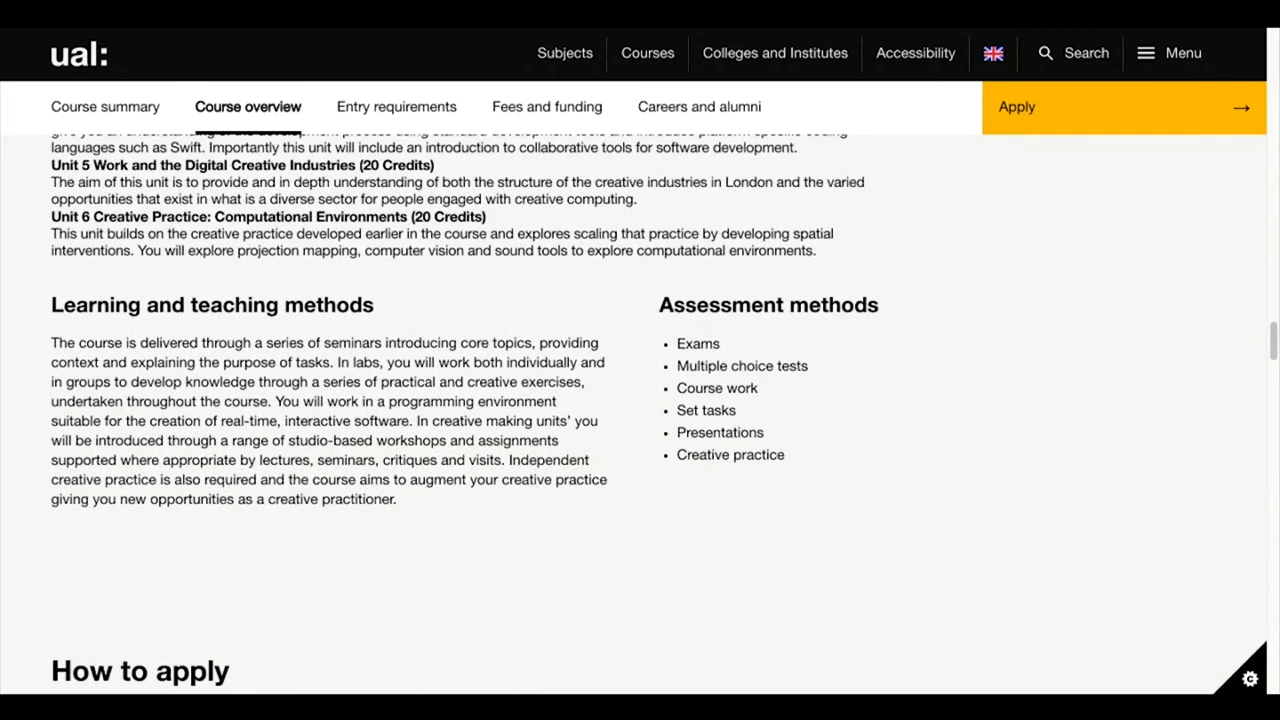 ual:
Subjects
Courses
Colleges and Institutes
Accessibility
Search
Menu
Course summary
Course overview
Entry requirements
Fees and funding
Careers and alumni
Apply →
languages such as Swift. Importantly this unit will include an introduction to collaborative tools for software development.
Unit 5 Work and the Digital Creative Industries (20 Credits)
The aim of this unit is to provide and in depth understanding of both the structure of the creative industries in London and the varied
opportunities that exist in what is a diverse sector for people engaged with creative computing.
Unit 6 Creative Practice: Computational Environments (20 Credits)
This unit builds on the creative practice developed earlier in the course and explores scaling that practice by developing spatial
interventions. You will explore projection mapping, computer vision and sound tools to explore computational environments.
Learning and teaching methods
The course is delivered through a series of seminars introducing core topics, providing
context and explaining the purpose of tasks. In labs, you will work both individually and
in groups to develop knowledge through a series of practical and creative exercises,
undertaken throughout the course. You will work in a programming environment
suitable for the creation of real-time, interactive software. In creative making units’ you
will be introduced through a range of studio-based workshops and assignments
supported where appropriate by lectures, seminars, critiques and visits. Independent
creative practice is also required and the course aims to augment your creative practice
giving you new opportunities as a creative practitioner.
Assessment methods
• Exams
• Multiple choice tests
• Course work
• Set tasks
• Presentations
• Creative practice
How to apply